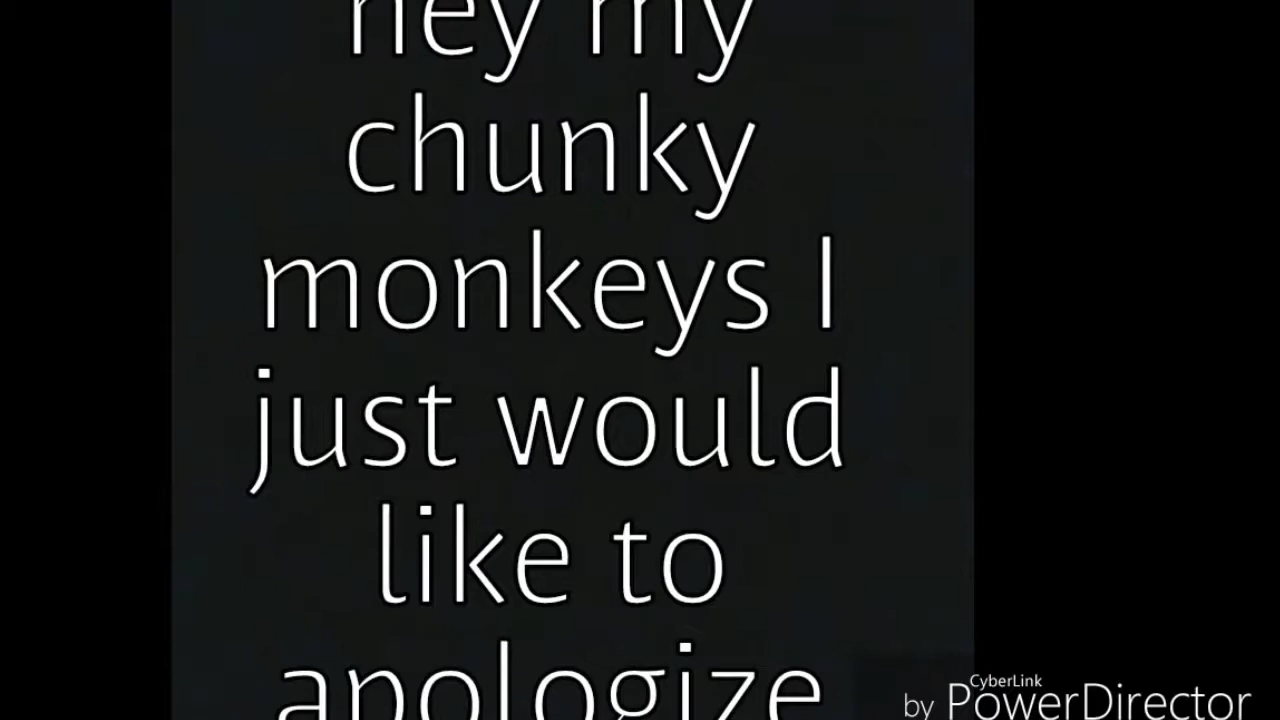 hey my
chunky
monkeys I
just would
like to
apologize
CyberLink
by PowerDirector